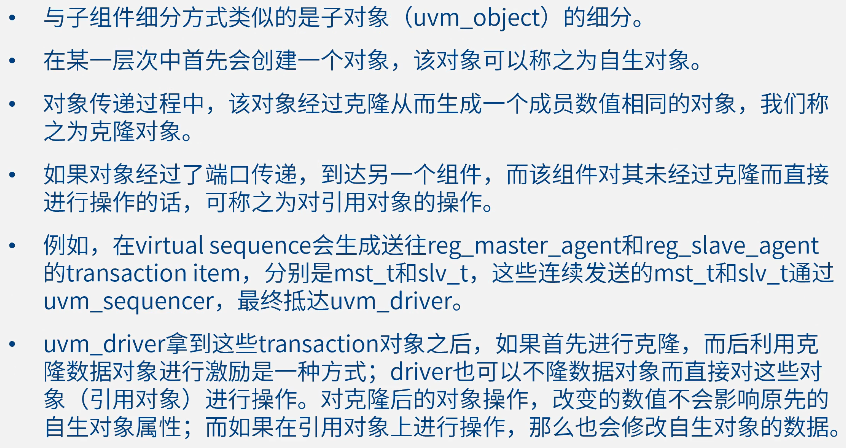 • 与子组件细分方式类似的是子对象（uvm_object）的细分。
• 在某一层次中首先会创建一个对象，该对象可以称之为自生对象。
• 对象传递过程中，该对象经过克隆从而生成一个成员数值相同的对象，我们称
之为克隆对象。
• 如果对象经过了端口传递，到达另一个组件，而该组件对其未经过克隆而直接
进行操作的话，可称之为对引用对象的操作。
• 例如，在virtual sequence会生成送往reg_master_agent和reg_slave_agent
的transaction item，分别是mst_t和slv_t，这些连续发送的mst_t和slv_t通过
uvm_sequencer，最终抵达uvm_driver。
• uvm_driver拿到这些transaction对象之后，如果首先进行克隆，而后利用克
隆数据对象进行激励是一种方式；driver也可以不隆数据对象而直接对这些对
象（引用对象）进行操作。对克隆后的对象操作，改变的数值不会影响原先的
自生对象属性；而如果在引用对象上进行操作，那么也会修改自生对象的数据。